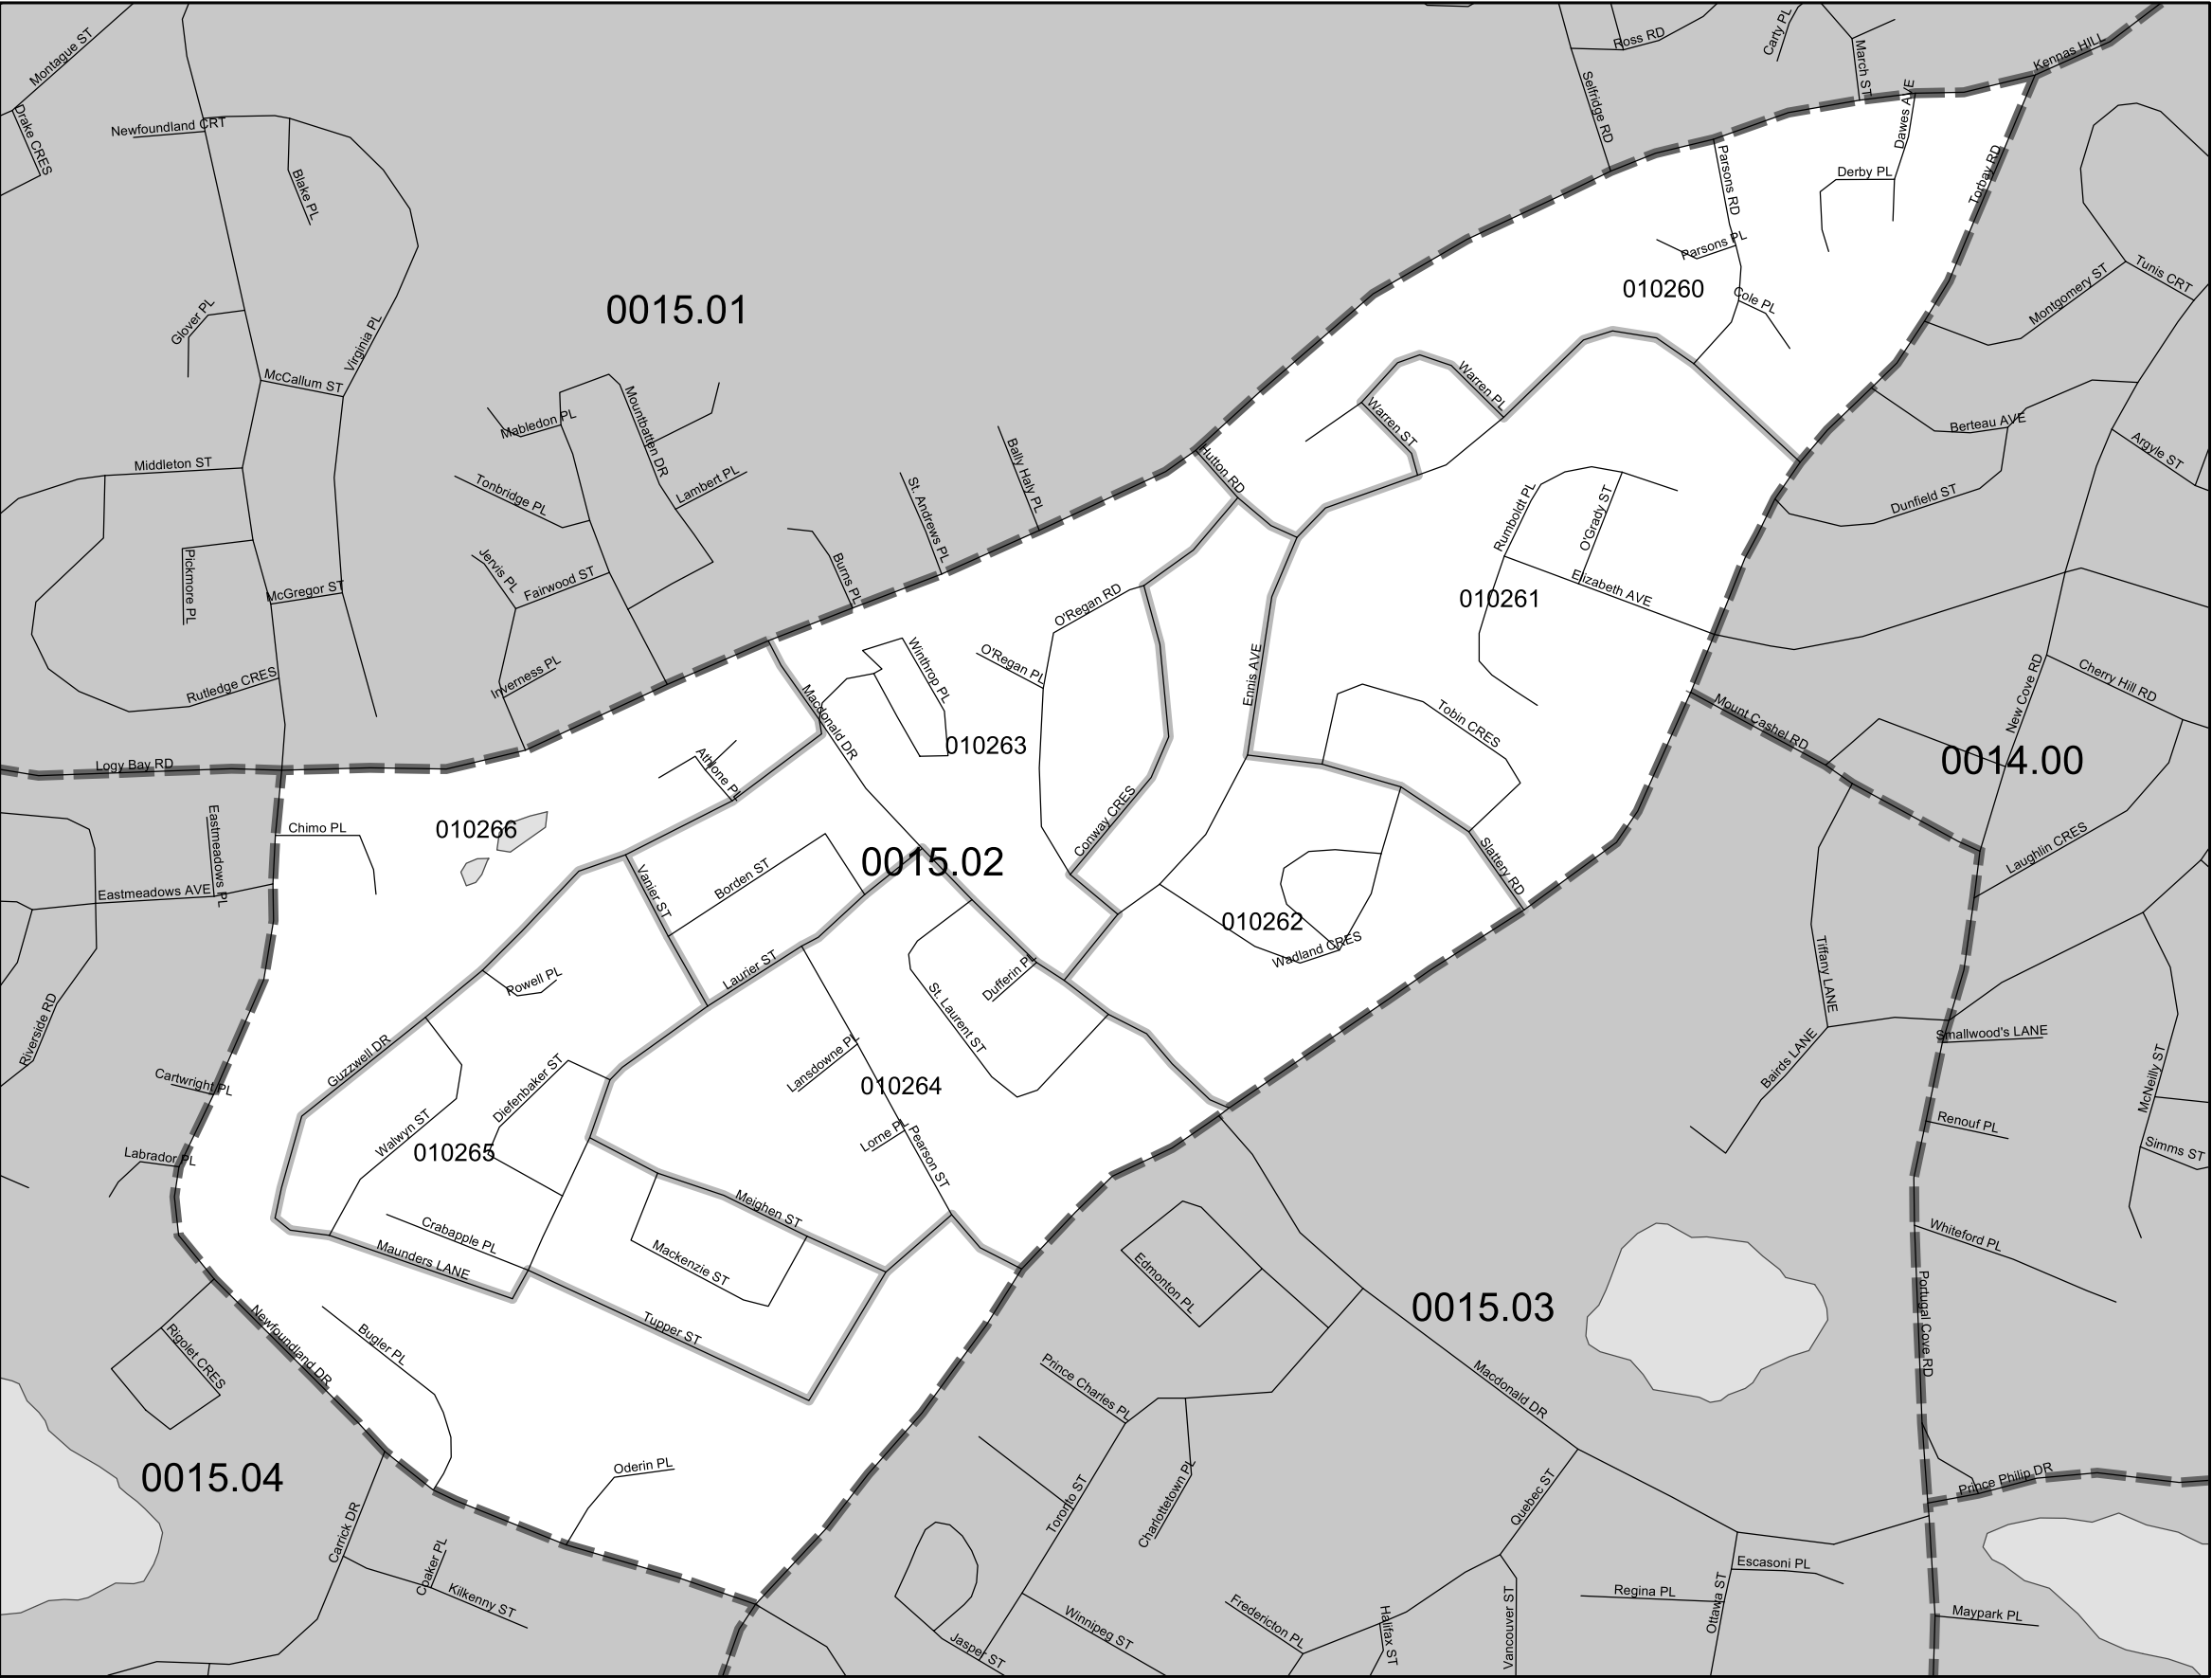 Montague ST
Ross RD
Carty PL
March ST
Kennas HILL
Drake CRES
Newfoundland CRT
Selfridge RD
Dawes AVE
Blake PL
Parsons RD
Derby PL
Torbay RD
Parsons PL
Tunis CRT
Montgomery ST
010260
Cole PL
0015.01
Glover PL
Virginia PL
McCallum ST
Mountbatten DR
Mabledon PL
Warren PL
Warren ST
Berteau AVE
Argyle ST
Middleton ST
Tonbridge PL
Lambert PL
Bally Haly PL
Hutton RD
St. Andrews PL
Rumboldt PL
O'Grady ST
Dunfield ST
Pickmore PL
Jervis PL
Fairwood ST
McGregor ST
Burns PL
O'Regan RD
010261
Elizabeth AVE
Rutledge CRES
Inverness PL
Winthrop PL
O'Regan PL
Ennis AVE
New Cove RD
Cherry Hill RD
Macdonald DR
Tobin CRES
Mount Cashel RD
010263
Logy Bay RD
Athlone PL
0014.00
Eastmeadows PL
Chimo PL
010266
Conway CRES
Laughlin CRES
0015.02
Vanier ST
Borden ST
Slattery RD
Eastmeadows AVE
010262
Wadland CRES
Rowell PL
Laurier ST
Dufferin PL
St. Laurent ST
Tiffany LANE
Riverside RD
Guzzwell DR
Smallwood's LANE
Bairds LANE
Cartwright PL
Lansdowne PL
010264
Diefenbaker ST
McNeilly ST
Walwyn ST
010265
Lorne PL
Pearson ST
Renouf PL
Simms ST
Labrador PL
Meighen ST
Crabapple PL
Maunders LANE
Mackenzie ST
Whiteford PL
Edmonton PL
0015.03
Portugal Cove RD
Newfoundland DR
Rigolet CRES
Bugler PL
Tupper ST
Prince Charles PL
Macdonald DR
0015.04
Oderin PL
Toronto ST
Charlottetown PL
Quebec ST
Prince Philip DR
Carrick DR
Coaker PL
Kilkenny ST
Escasoni PL
Regina PL
Ottawa ST
Vancouver ST
Fredericton PL
Halifax ST
Winnipeg ST
Jasper ST
Maypark PL